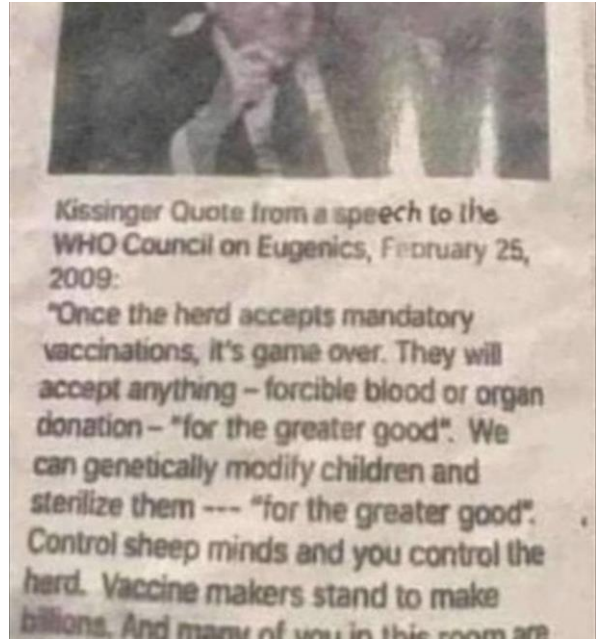 Kissinger Quote from a speech to the
WHO Council on Eugenics, February 25,
2009:
"Once the herd accepts mandatory
vaccinations, it's game over. They will
accept anything – forcible blood or organ
donation – "for the greater good". We
can genetically modify children and
sterilize them --- "for the greater good".
Control sheep minds and you control the
herd. Vaccine makers stand to make
billions. And many of you in this room are